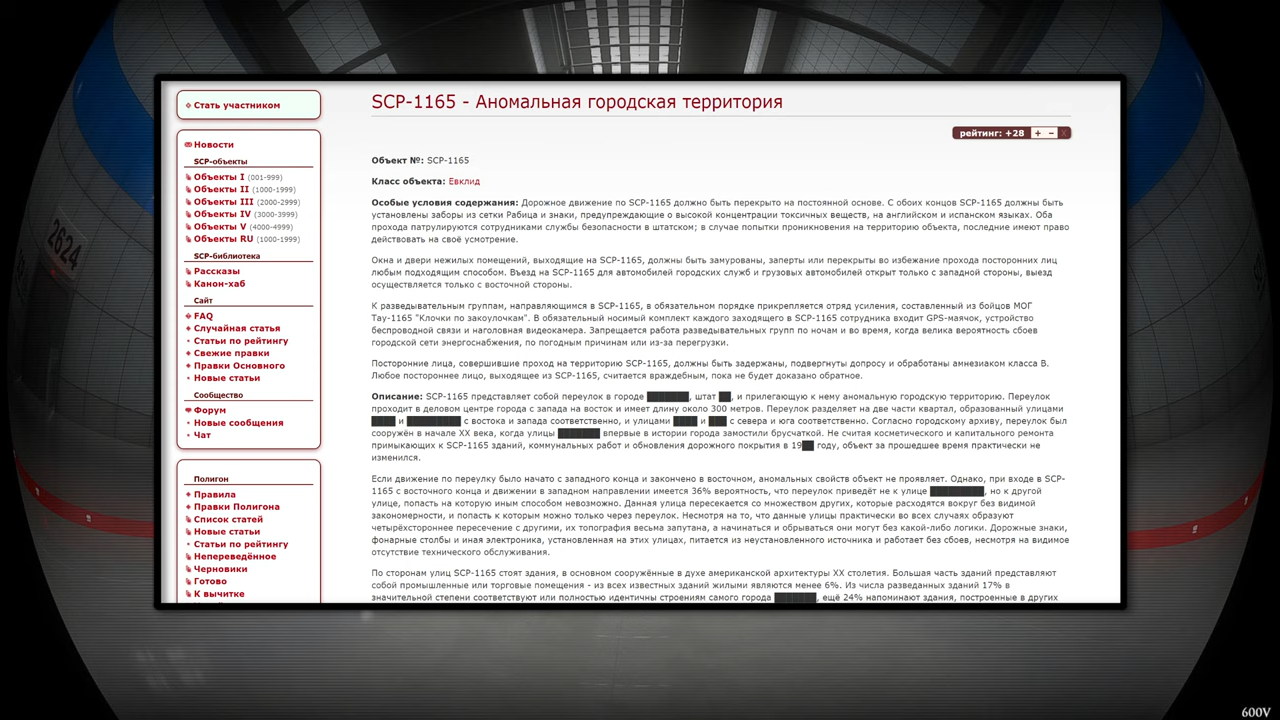 Стать участником
Новости
SCP-объекты
Объекты I (001-999)
Объекты II (1000-1999)
Объекты III (2000-2999)
Объекты IV (3000-3999)
Объекты V (4000-4999)
Объекты RU (1000-1999)
SCP-библиотека
Рассказы
Канон-хаб
Сайт
FAQ
Случайная статья
Статьи по рейтингу
Свежие правки
Правки Основного
Новые статьи
Сообщество
Форум
Новые сообщения
Чат
Полигон
Правила
Правки Полигона
Список статей
Новые статьи
Статьи по рейтингу
Непереведённое
Черновики
Готово
К вычитке
SCP-1165 - Аномальная городская территория
рейтинг: +28 + − X
Объект №: SCP-1165
Класс объекта: Евклид
Особые условия содержания: Дорожное движение по SCP-1165 должно быть перекрыто на постоянной основе. С обоих концов SCP-1165 должны быть
установлены заборы из сетки Рабица и знаки, предупреждающие о высокой концентрации токсичных веществ, на английском и испанском языках. Оба
прохода патрулируются сотрудниками службы безопасности в штатском; в случае попытки проникновения на территорию объекта, последние имеют право
действовать на своё усмотрение.
Окна и двери нежилых помещений, выходящие на SCP-1165, должны быть замурованы, заперты или перекрыты во избежание прохода посторонних лиц
любым подходящим способом. Въезд на SCP-1165 для автомобилей городских служб и грузовых автомобилей открыт только с западной стороны, выезд
осуществляется только с восточной стороны.
К разведывательным группам, направляющимся в SCP-1165, в обязательном порядке прикрепляется отряд усиления, составленный из бойцов МОГ
Тау-1165 "Клочки по закоулочкам". В обязательный носимый комплект каждого заходящего в SCP-1165 сотрудника входит GPS-маячок, устройство
беспроводной связи и наголовная видеокамера. Запрещается работа разведывательных групп по ночам и во время, когда велика вероятность сбоев
городской сети энергоснабжения, по погодным причинам или из-за перегрузки.
Посторонние лица, совершившие проход на территорию SCP-1165, должны быть задержаны, подвергнуты допросу и обработаны амнезиаком класса B.
Любое постороннее лицо, выходящее из SCP-1165, считается враждебным, пока не будет доказано обратное.
Описание: SCP-1165 представляет собой переулок в городе ███████, штат ██, и прилегающую к нему аномальную городскую территорию. Переулок
проходит в деловом центре города с запада на восток и имеет длину около 300 метров. Переулок разделяет на две части квартал, образованный улицами
████ и █████████ с востока и запада соответственно, и улицами ████ и ███ с севера и юга соответственно. Согласно городскому архиву, переулок был
сооружён в начале XX века, когда улицы ███████ впервые в истории города замостили брусчаткой. Не считая косметического и капитального ремонта
примыкающих к SCP-1165 зданий, коммунальных работ и обновления дорожного покрытия в 19██ году, объект за прошедшее время практически не
изменился.
Если движение по переулку было начато с западного конца и закончено в восточном, аномальных свойств объект не проявляет. Однако, при входе в SCP-
1165 с восточного конца и движении в западном направлении имеется 36% вероятность, что переулок приведёт не к улице █████████, но к другой
улице, попасть на которую иным способом невозможно. Данная улица пересекается со множеством других, которые расходятся вокруг без видимой
закономерности, и попасть к которым можно только через переулок. Несмотря на то, что данные улицы практически во всех случаях образуют
четырёхстороннее пересечение с другими, их топография весьма запутана, а начинаться и обрываться они могут без какой-либо логики. Дорожные знаки,
фонарные столбы и иная электроника, установленная на этих улицах, питается из неустановленного источника и работает без сбоев, несмотря на видимое
отсутствие технического обслуживания.
По сторонам улиц SCP-1165 стоят здания, в основном сооружённые в духе американской архитектуры XX столетия. Большая часть зданий представляют
собой промышленные или торговые помещения - из всех известных зданий жилыми являются менее 6%. Из числа разведанных зданий 17% в
значительной степени соответствуют или полностью идентичны строениям самого города ███████, ещё 24% напоминают здания, построенные в других
2624
600V